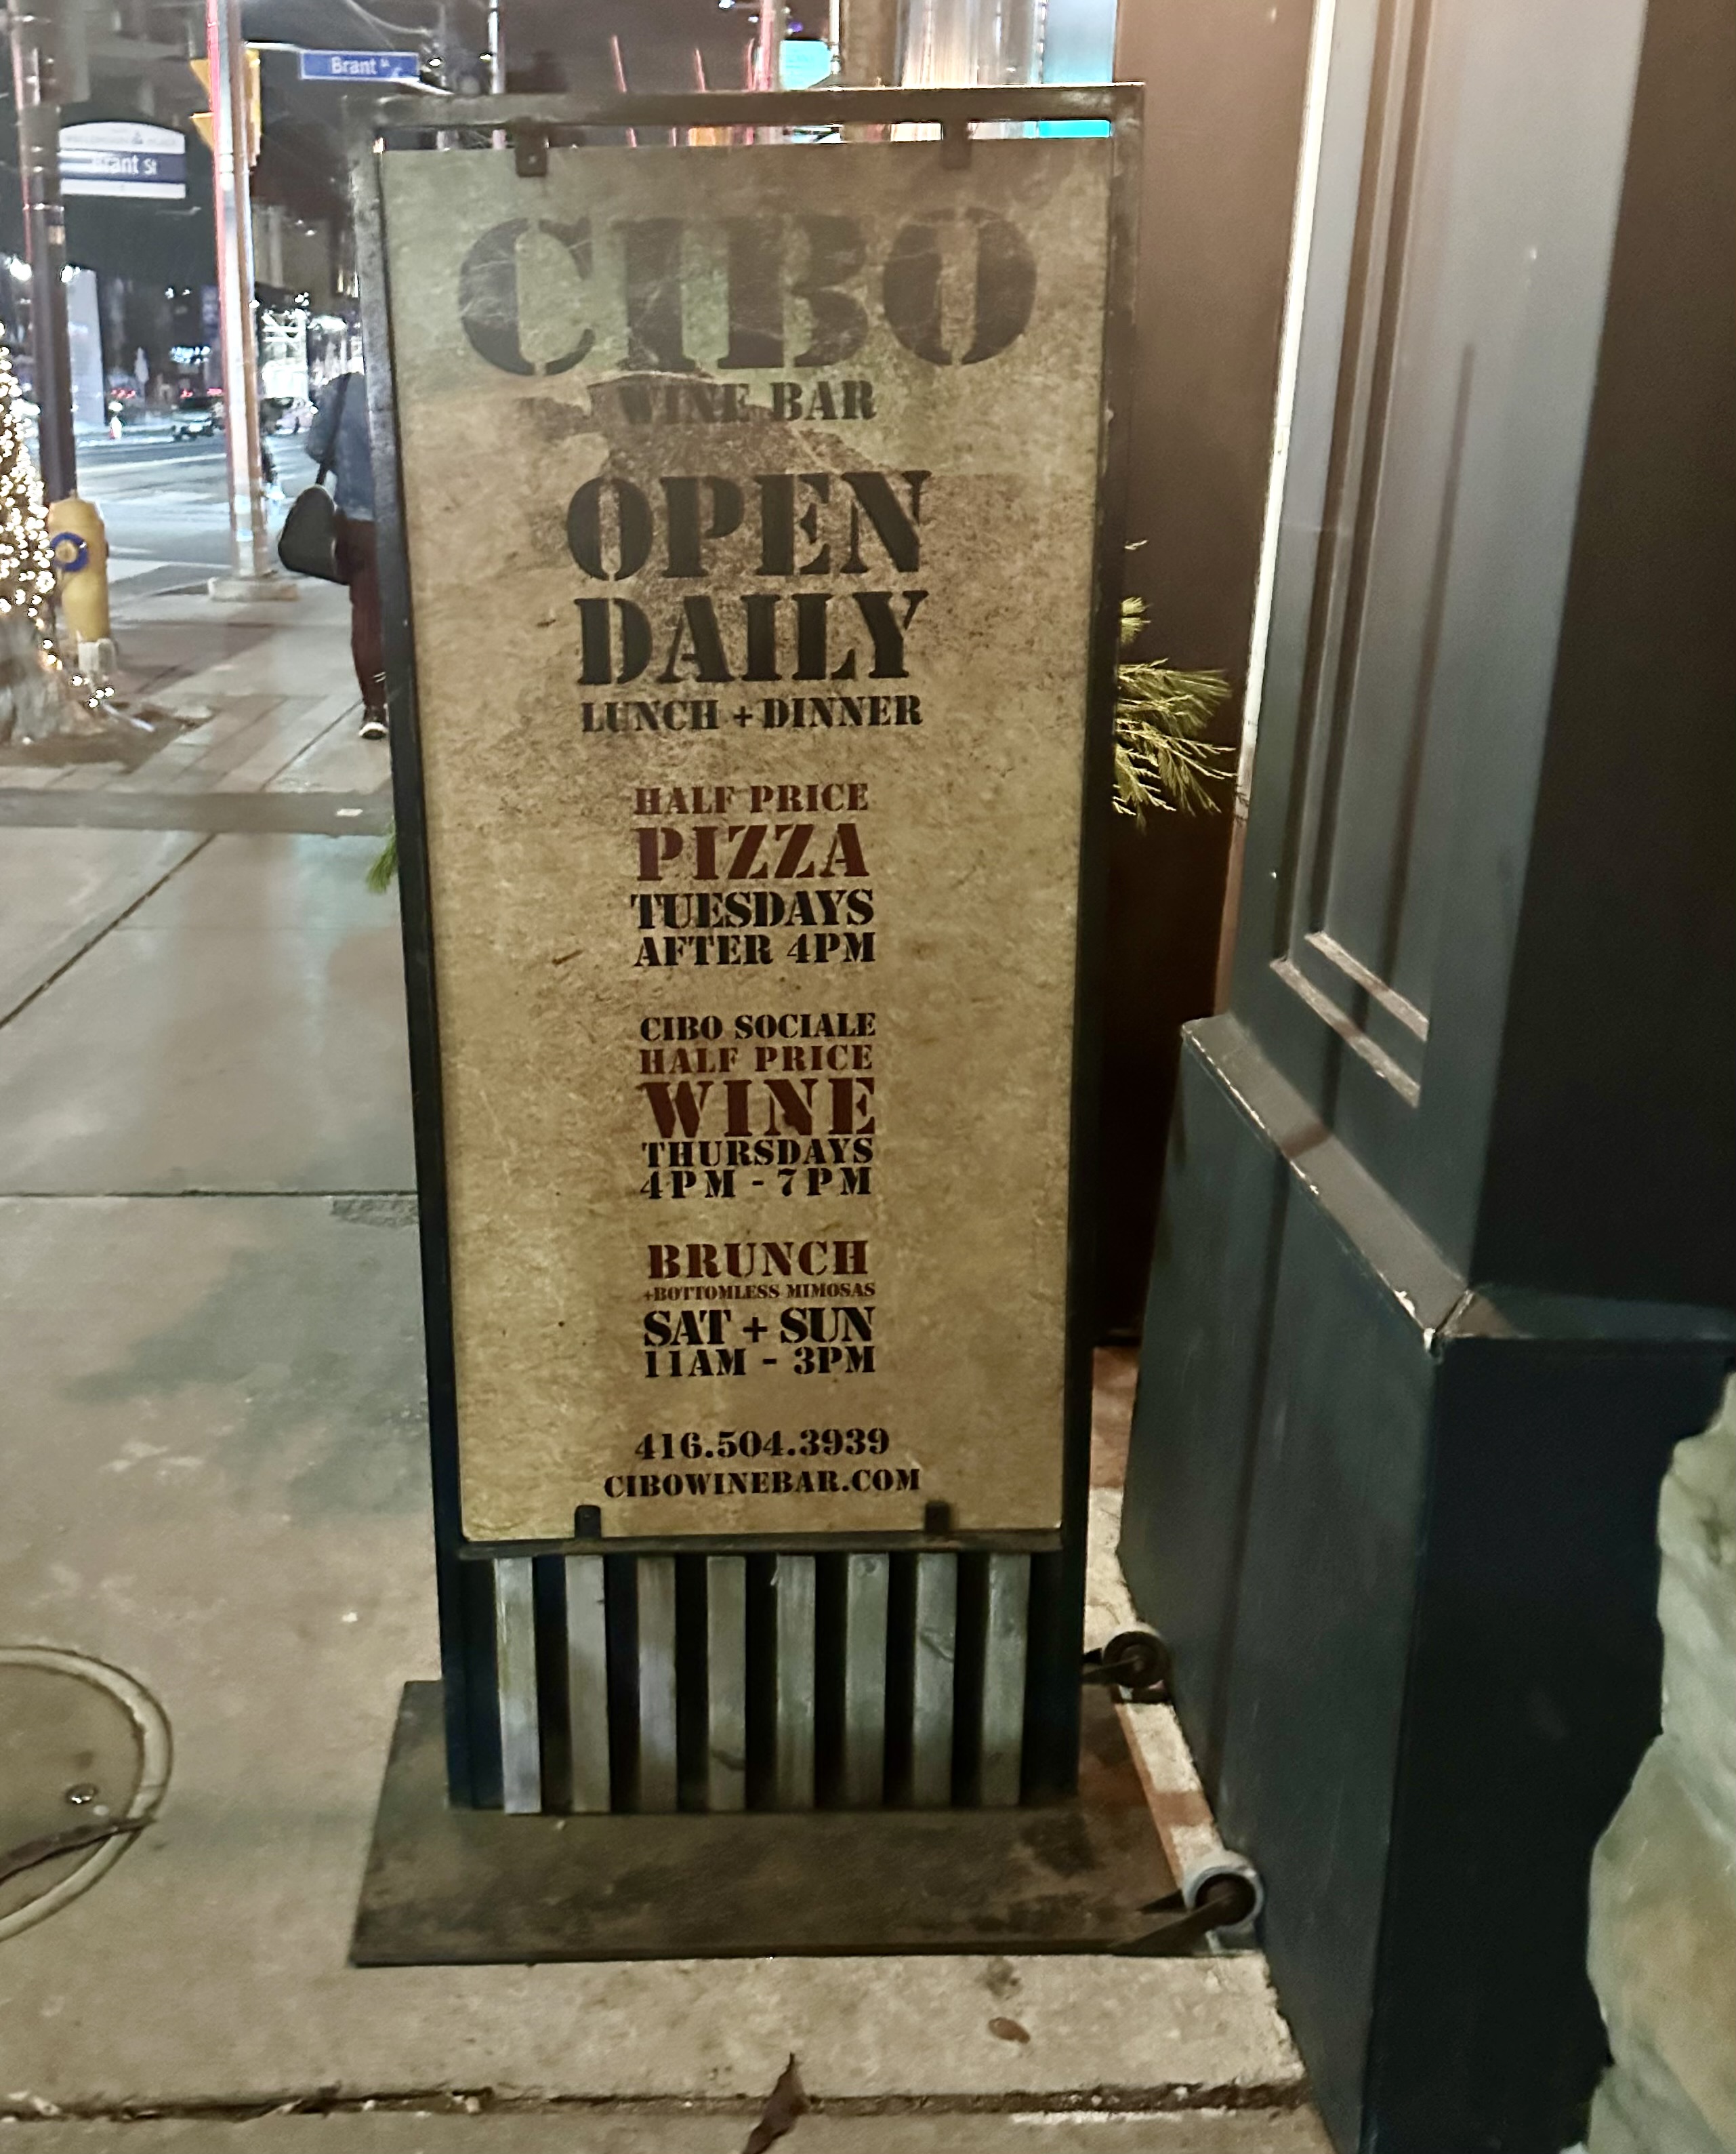 Brant St
Brant St
CIBO
WINE BAR
OPEN
DAILY
LUNCH + DINNER
HALF PRICE
PIZZA
TUESDAYS
AFTER 4PM
CIBO SOCIALE
HALF PRICE
WINE
THURSDAYS
4PM - 7PM
BRUNCH
+BOTTOMLESS MIMOSAS
SAT + SUN
11AM - 3PM
416.504.3939
CIBOWINEBAR.COM